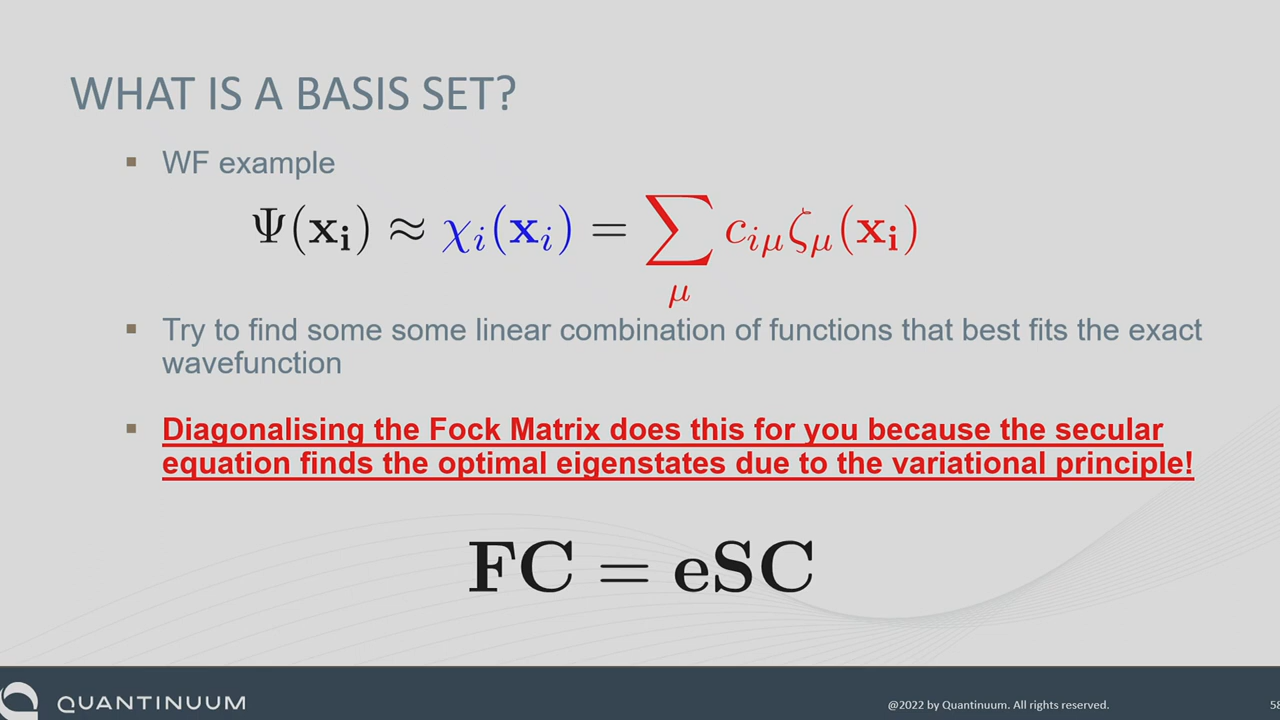 WHAT IS A BASIS SET?
▪ WF example
Ψ(𝐱ᵢ) ≈ χᵢ(𝐱ᵢ) = ∑_μ c_{iμ}ζ_μ(𝐱ᵢ)
▪ Try to find some some linear combination of functions that best fits the exact
wavefunction
▪ Diagonalising the Fock Matrix does this for you because the secular
equation finds the optimal eigenstates due to the variational principle!
FC = eSC
QUANTINUUM
@2022 by Quantinuum. All rights reserved.